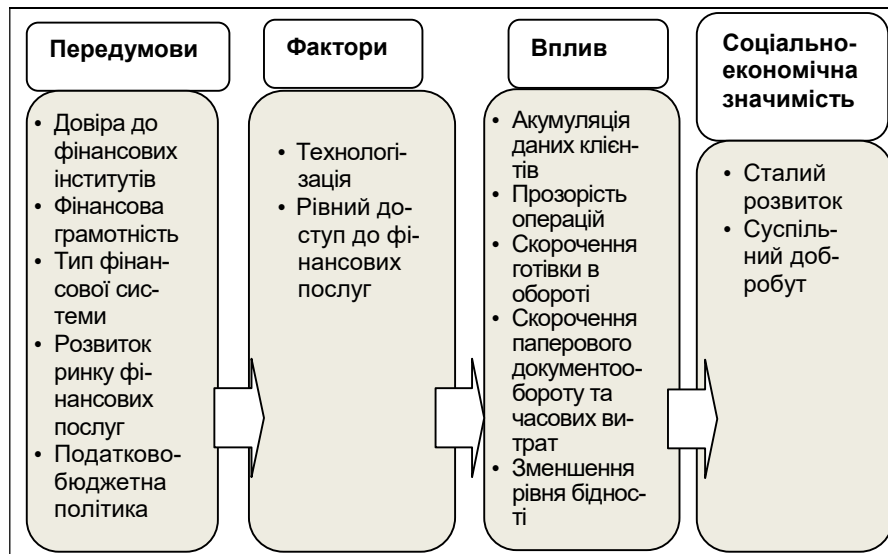 Передумови
• Довіра до
фінансових
інститутів
• Фінансова
грамотність
• Тип фінан-
сової сис-
теми
• Розвиток
ринку фі-
нансових
послуг
• Податково-
бюджетна
політика
Фактори
• Технологі-
зація
• Рівний до-
ступ до фі-
нансових
послуг
Вплив
• Акумуляція
даних клієн-
тів
• Прозорість
операцій
• Скорочення
готівки в
обороті
• Скорочення
паперового
документоо-
бороту та
часових ви-
трат
• Зменшення
рівня біднос-
ті
Соціально-
економічна
значимість
• Сталий
розвиток
• Суспіль-
ний доб-
робут